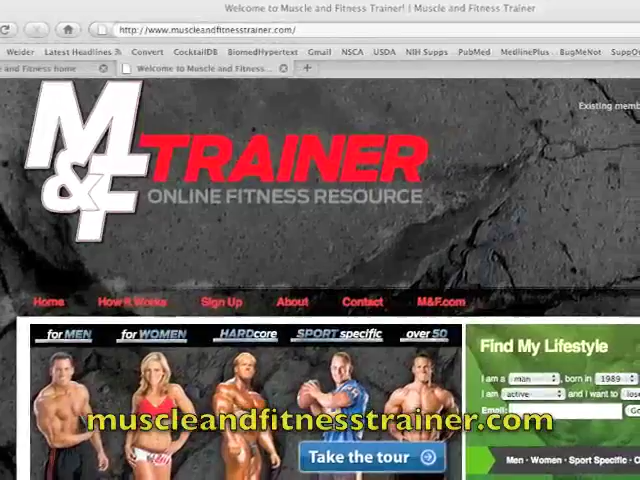 Welcome to Muscle and Fitness Trainer! | Muscle and Fitness Trainer
http://www.muscleandfitnesstrainer.com/
Weider Latest Headlines Convert CocktailDB BiomedHypertext Gmail NSCA USDA NIH Supps PubMed MedlinePlus BugMeNot
and Fitness home Welcome to Muscle and Fitness... +
Existing
M&F TRAINER
ONLINE FITNESS RESOURCE
Home How It Works Sign Up About Contact M&F.com
for MEN for WOMEN HARDcore SPORT specific over 50
Find My Lifestyle
I am a man , born in 1989
I am active and I want to
Email:
muscleandfitnesstrainer.com
Take the tour
Men · Women · Sport Specific ·